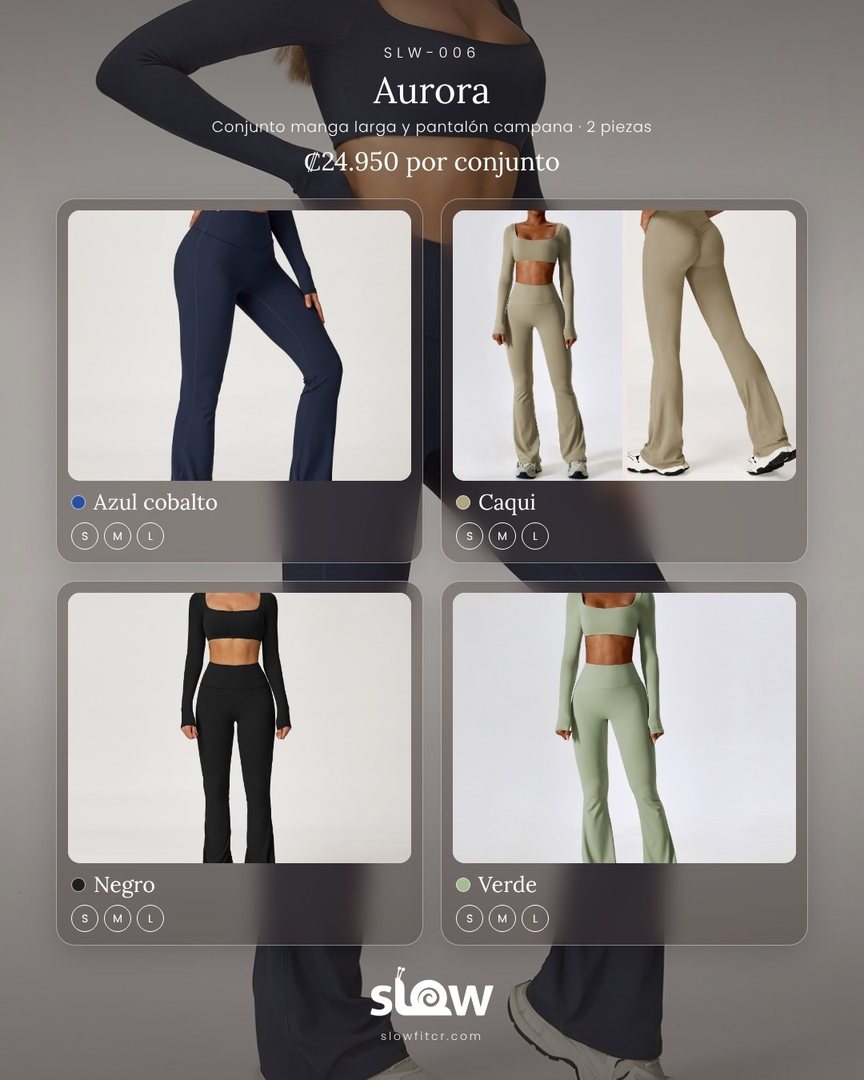 SLW-006
Aurora
Conjunto manga larga y pantalón campana · 2 piezas
₡24.950 por conjunto
Azul cobalto
S M L
Caqui
S M L
Negro
S M L
Verde
S M L
slow
slowfitcr.com